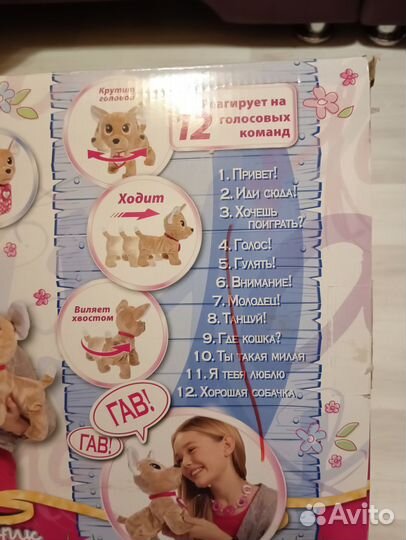 Крутит
головой
Реагирует на
12 голосовых
команд
Ходит
1. Привет!
2. Иди сюда!
3. Хочешь
поиграть?
4. Голос!
5. Гулять!
6. Внимание!
7. Молодец!
8. Танцуй!
9. Где кошка?
10. Ты такая милая
11. Я тебя люблю
12. Хорошая собачка
Виляет
хвостом
ГАВ!
ГАВ!
Avito